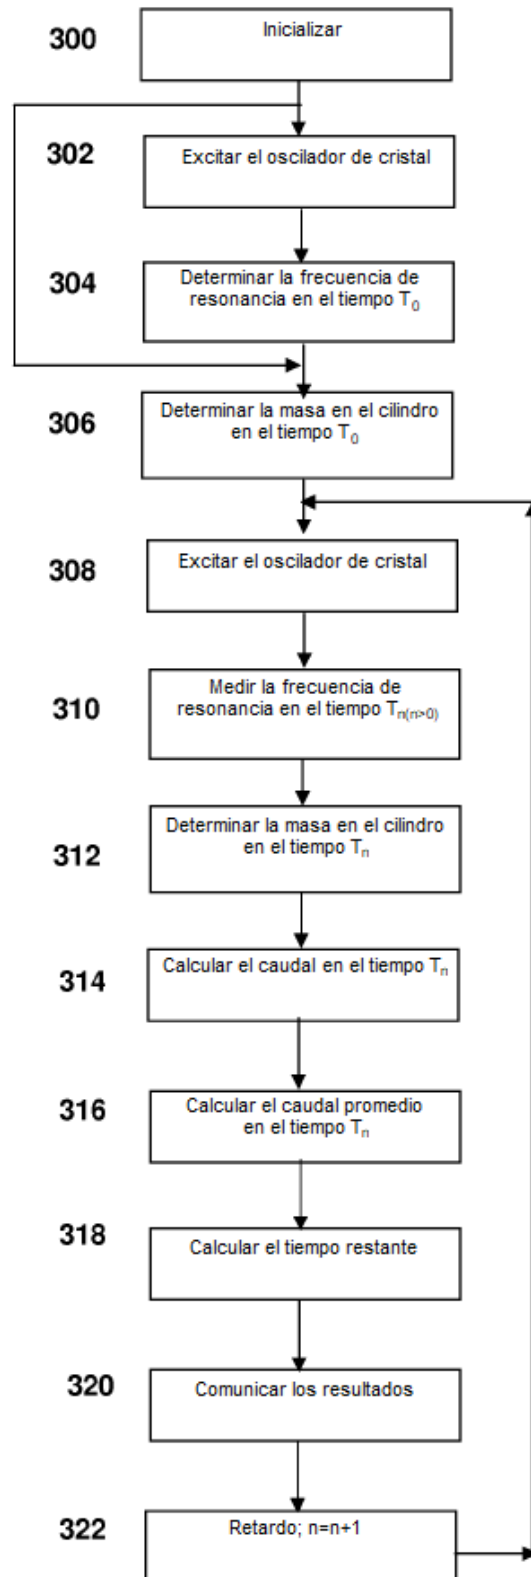 300
Inicializar
302
Excitar el oscilador de cristal
304
Determinar la frecuencia de
resonancia en el tiempo T₀
306
Determinar la masa en el cilindro
en el tiempo T₀
308
Excitar el oscilador de cristal
310
Medir la frecuencia de
resonancia en el tiempo Tₙ₍ₙ>₀₎
312
Determinar la masa en el cilindro
en el tiempo Tₙ
314
Calcular el caudal en el tiempo Tₙ
316
Calcular el caudal promedio
en el tiempo Tₙ
318
Calcular el tiempo restante
320
Comunicar los resultados
322
Retardo; n=n+1